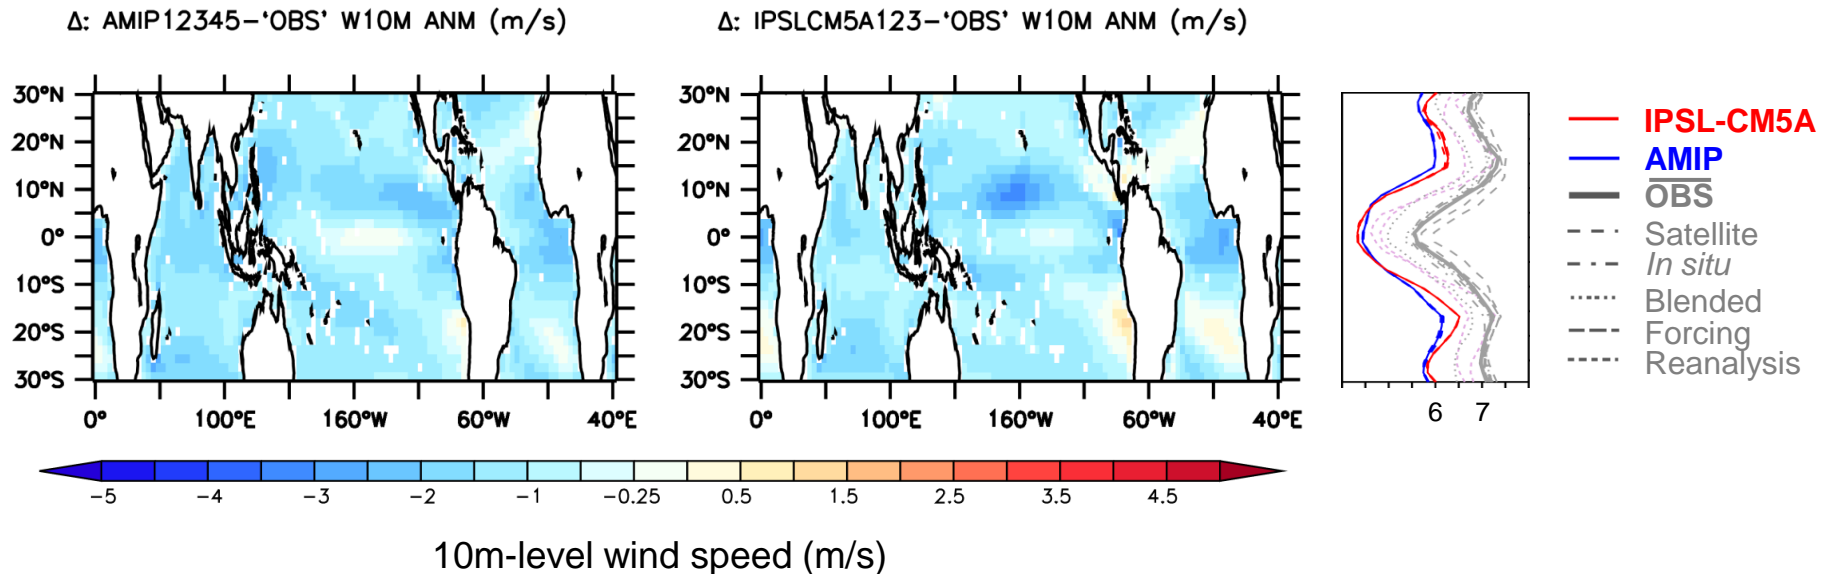 Δ: AMIP12345-'OBS' W10M ANM (m/s)
Δ: IPSLCM5A123-'OBS' W10M ANM (m/s)
30°N
20°N
10°N
0°
10°S
20°S
30°S
0° 100°E 160°W 60°W 40°E
30°N
20°N
10°N
0°
10°S
20°S
30°S
0° 100°E 160°W 60°W 40°E
6 7
IPSL-CM5A
AMIP
OBS
Satellite
In situ
Blended
Forcing
Reanalysis
-5 -4 -3 -2 -1 -0.25 0.5 1.5 2.5 3.5 4.5
10m-level wind speed (m/s)